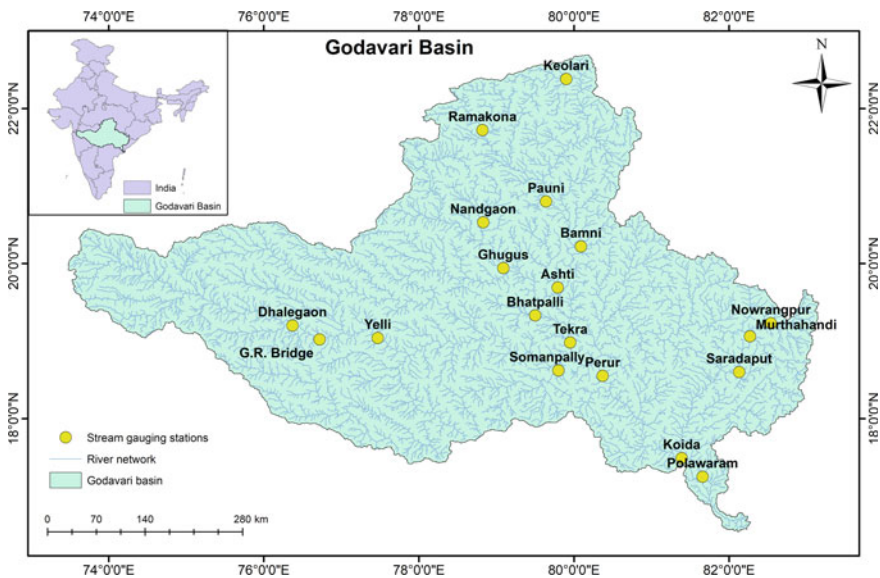 74°0'0"E 76°0'0"E 78°0'0"E 80°0'0"E 82°0'0"E
Godavari Basin
N
India
Godavari Basin
22°0'0"N
22°0'0"N
20°0'0"N
20°0'0"N
18°0'0"N
18°0'0"N
Keolari
Ramakona
Pauni
Nandgaon
Bamni
Ghugus
Ashti
Bhatpalli
Nowrangpur
Dhalegaon
Murthahandi
Yelli
Tekra
G.R. Bridge
Somanpally
Perur
Saradaput
Koida
Polawaram
Stream gauging stations
River network
Godavari basin
0 70 140 280 km
74°0'0"E 76°0'0"E 78°0'0"E 80°0'0"E 82°0'0"E